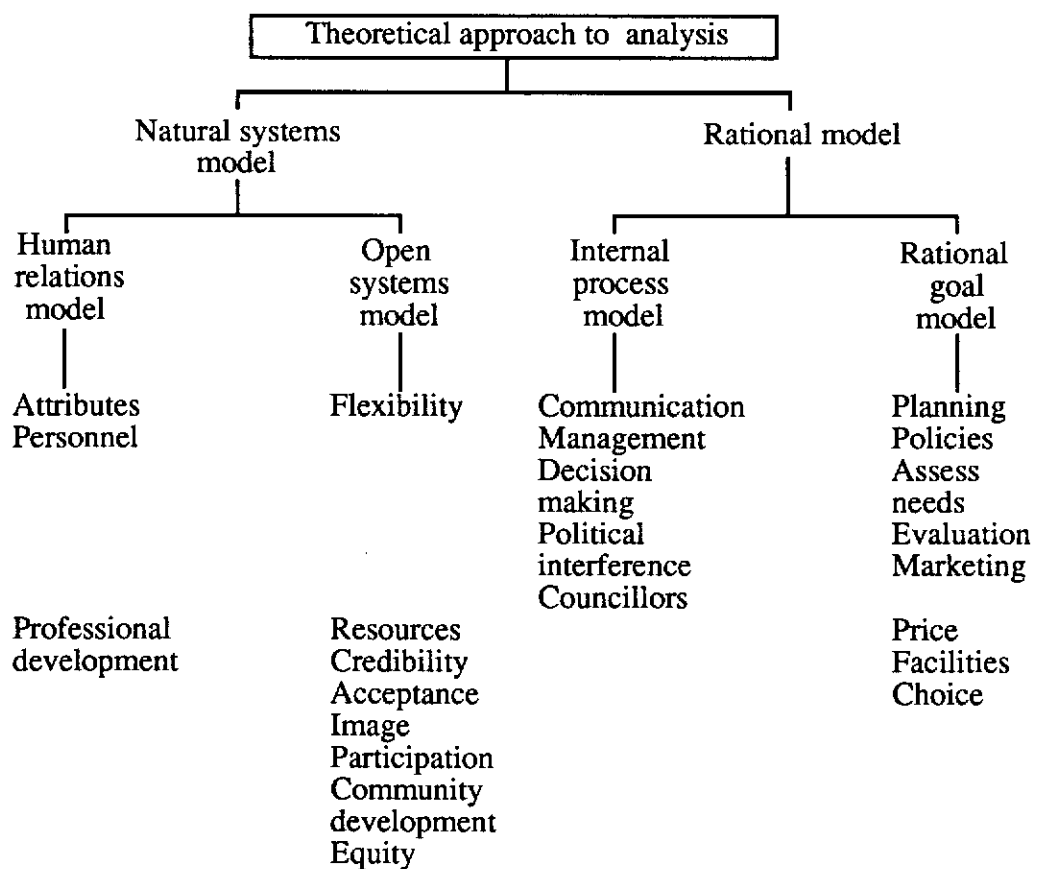 Theoretical approach to analysis
Natural systems
model
Rational model
Human
relations
model
Open
systems
model
Internal
process
model
Rational
goal
model
Attributes
Personnel
Flexibility
Communication
Management
Decision
making
Political
interference
Councillors
Planning
Policies
Assess
needs
Evaluation
Marketing
Professional
development
Resources
Credibility
Acceptance
Image
Participation
Community
development
Equity
Price
Facilities
Choice